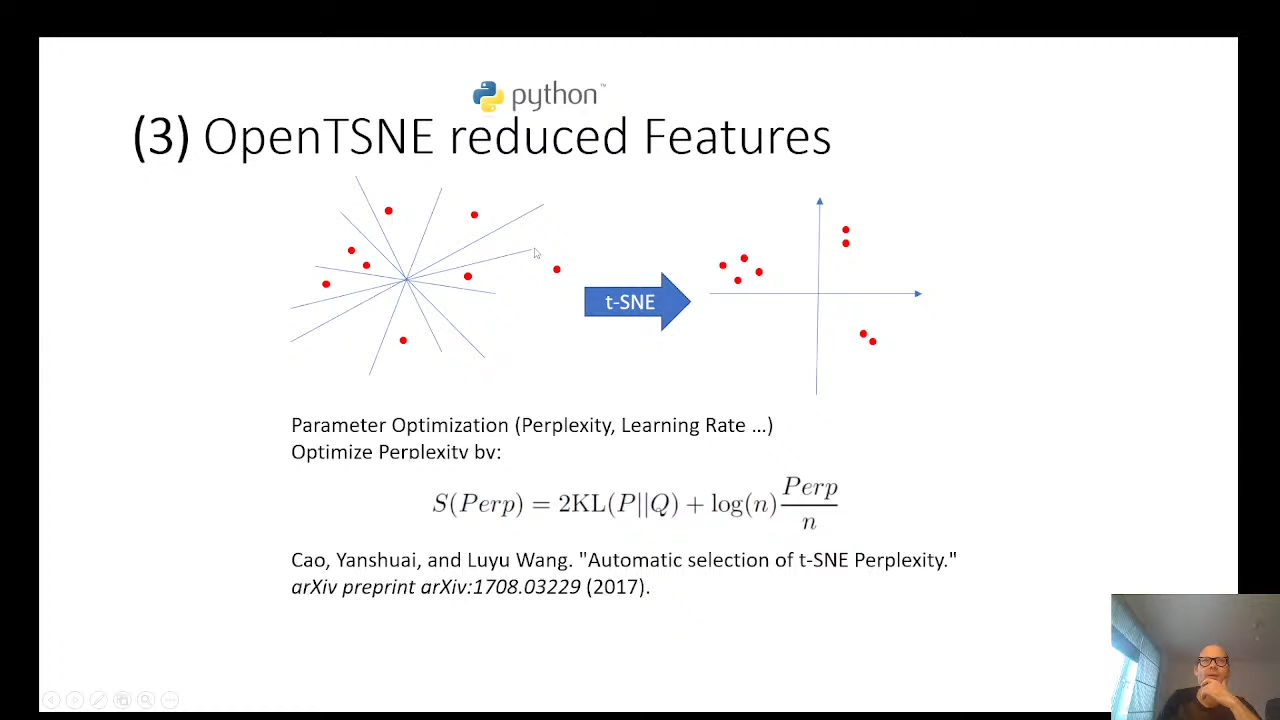 python™
(3) OpenTSNE reduced Features
t-SNE
Parameter Optimization (Perplexity, Learning Rate ...)
Optimize Perplexity by:
S(Perp) = 2KL(P||Q) + log(n) Perp/n
Cao, Yanshuai, and Luyu Wang. "Automatic selection of t-SNE Perplexity."
arXiv preprint arXiv:1708.03229 (2017).